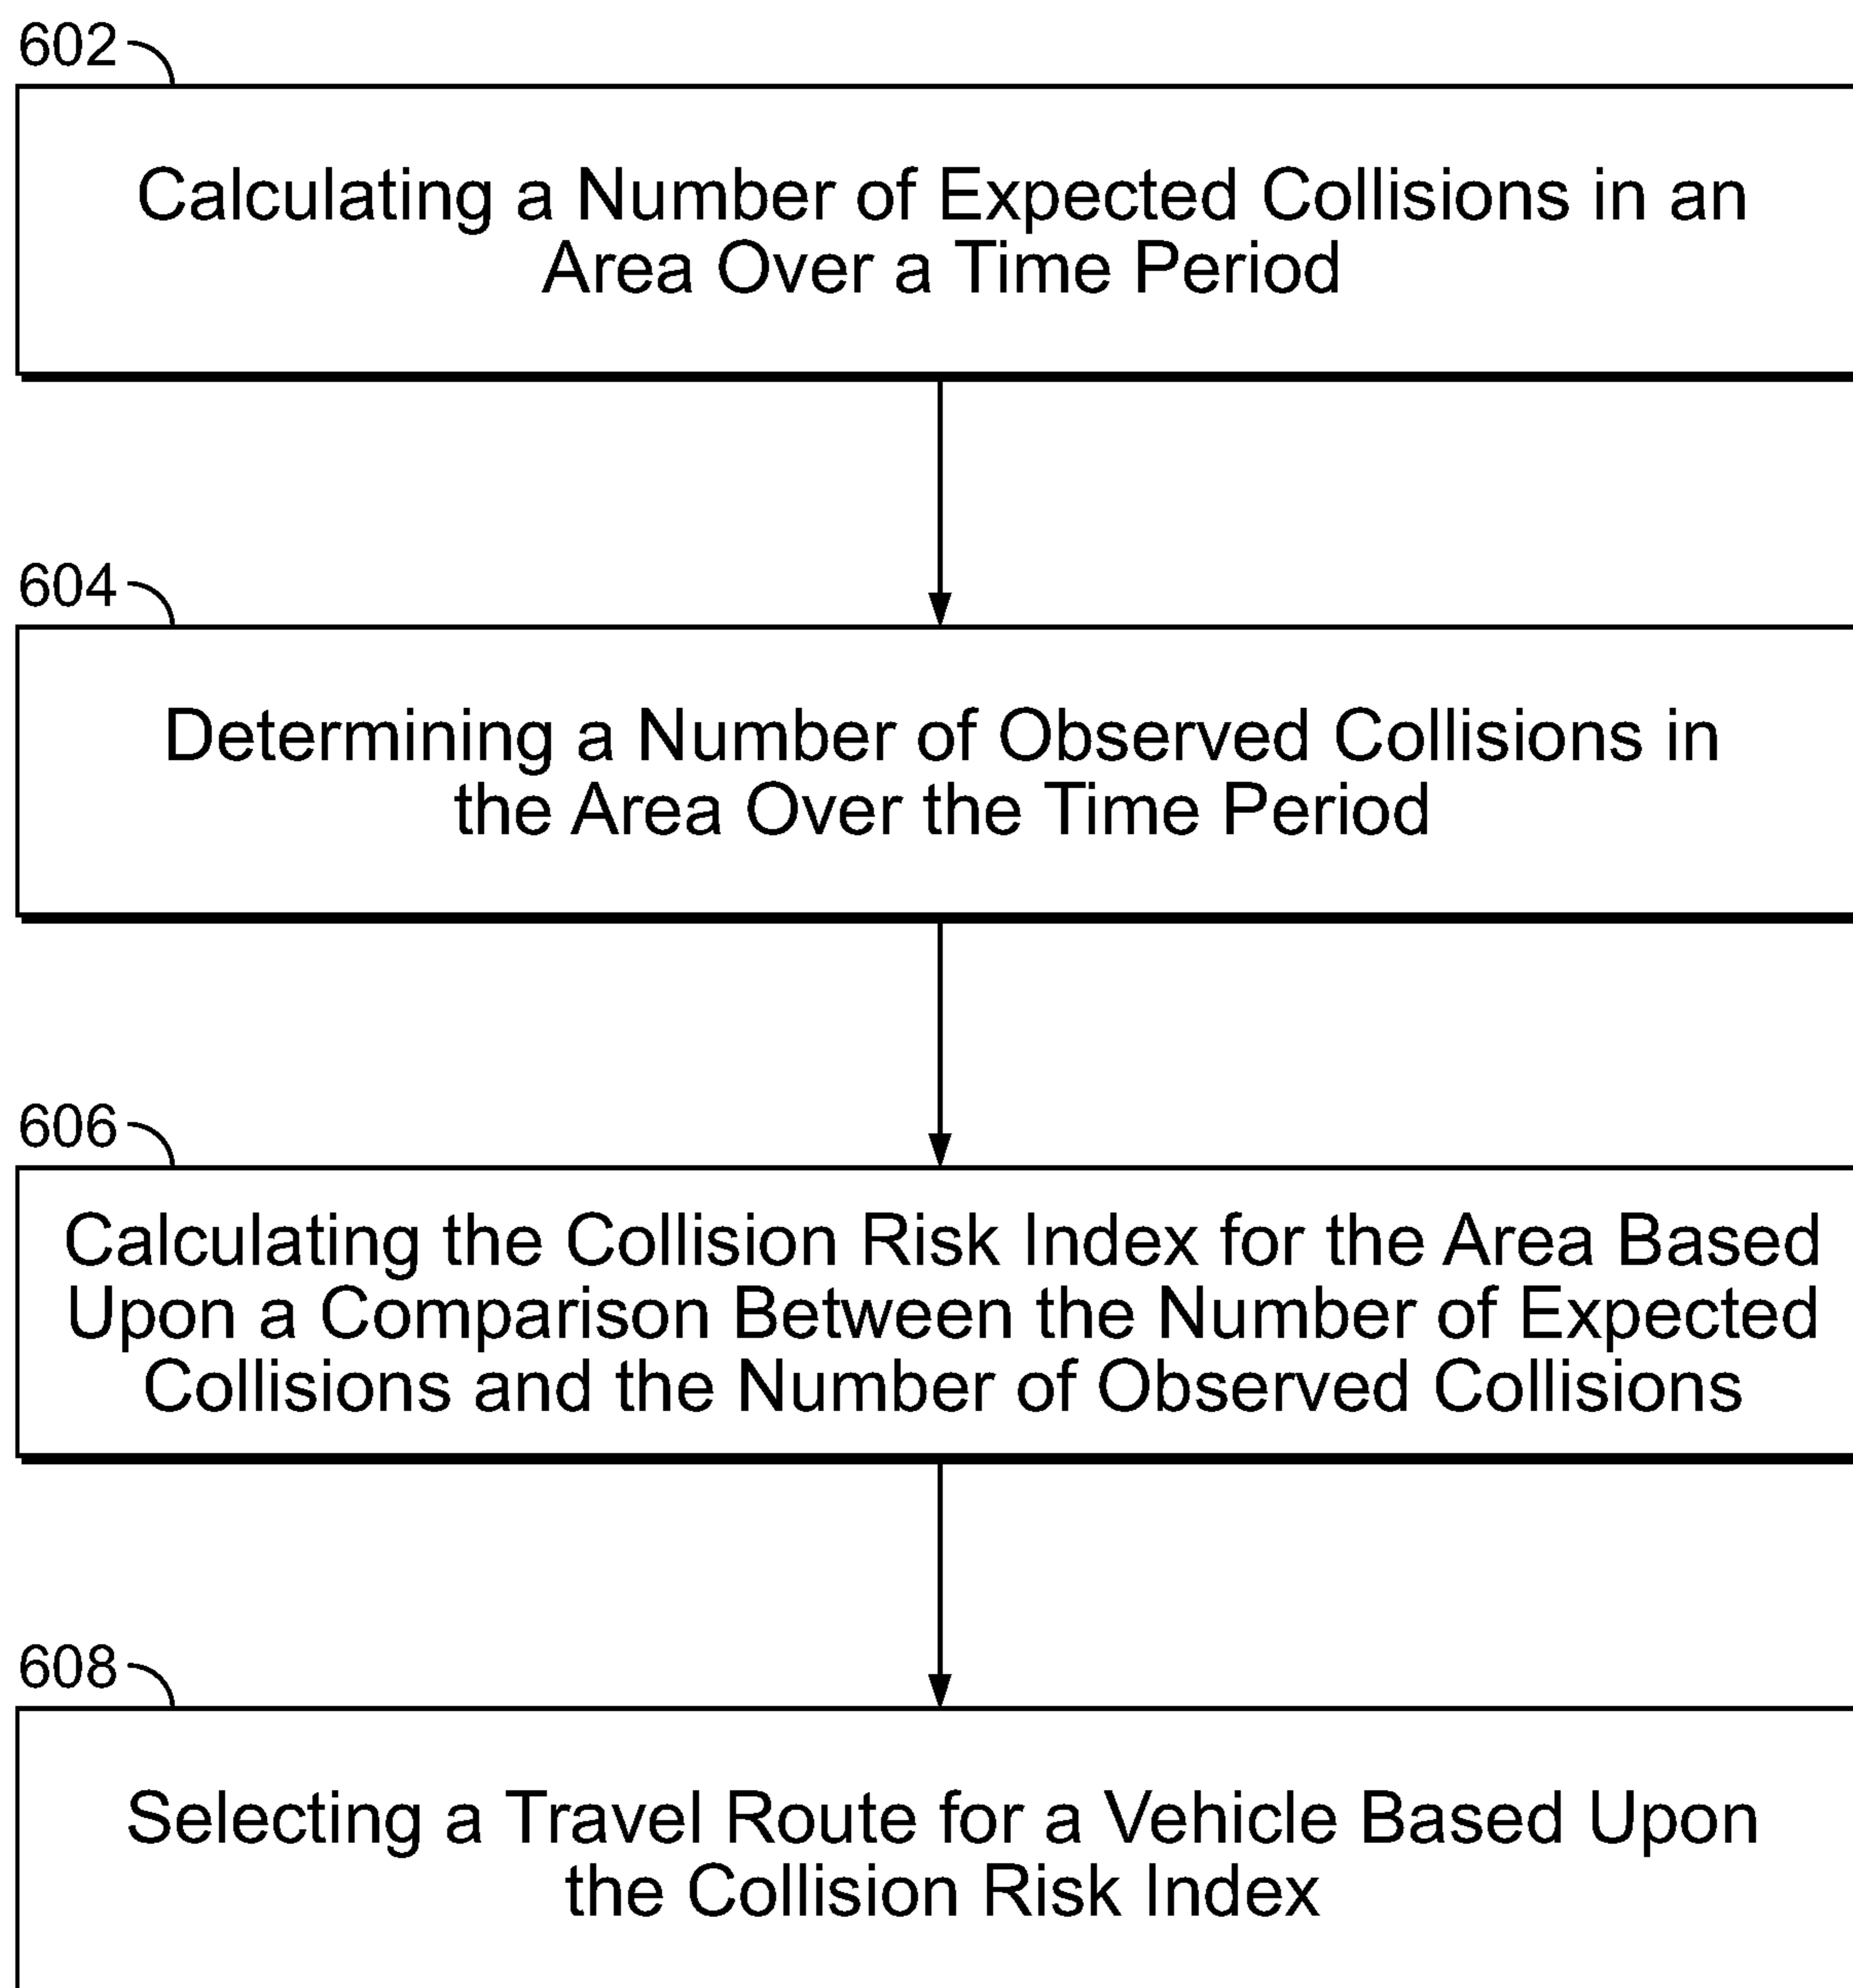 602
Calculating a Number of Expected Collisions in an
Area Over a Time Period
604
Determining a Number of Observed Collisions in
the Area Over the Time Period
606
Calculating the Collision Risk Index for the Area Based
Upon a Comparison Between the Number of Expected
Collisions and the Number of Observed Collisions
608
Selecting a Travel Route for a Vehicle Based Upon
the Collision Risk Index